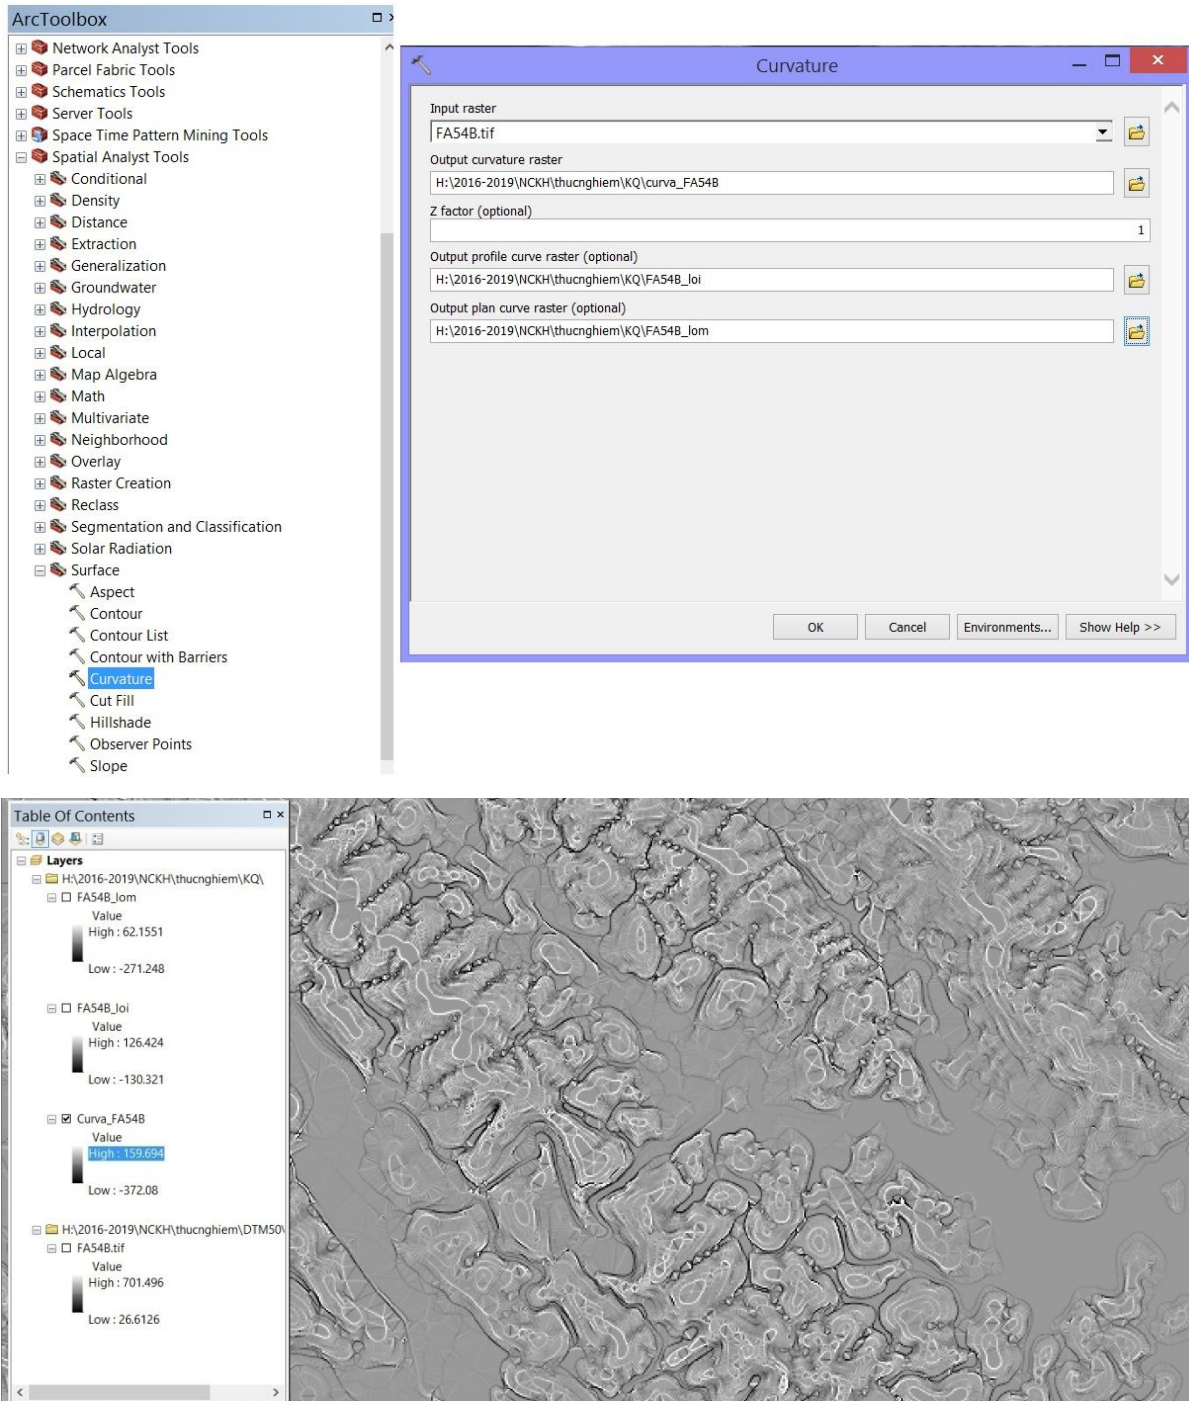 ArcToolbox
Network Analyst Tools
Parcel Fabric Tools
Schematics Tools
Server Tools
Space Time Pattern Mining Tools
Spatial Analyst Tools
Conditional
Density
Distance
Extraction
Generalization
Groundwater
Hydrology
Interpolation
Local
Map Algebra
Math
Multivariate
Neighborhood
Overlay
Raster Creation
Reclass
Segmentation and Classification
Solar Radiation
Surface
Aspect
Contour
Contour List
Contour with Barriers
Curvature
Cut Fill
Hillshade
Observer Points
Slope
Curvature
Input raster
FA54B.tif
Output curvature raster
H:\2016-2019\NCKH\thucnghiem\KQ\curva_FA54B
Z factor (optional)
1
Output profile curve raster (optional)
H:\2016-2019\NCKH\thucnghiem\KQ\FA54B_loi
Output plan curve raster (optional)
H:\2016-2019\NCKH\thucnghiem\KQ\FA54B_lom
OK Cancel Environments... Show Help >>
Table Of Contents
Layers
H:\2016-2019\NCKH\thucnghiem\KQ\
FA54B_lom
Value
High : 62.1551
Low : -271.248
FA54B_loi
Value
High : 126.424
Low : -130.321
Curva_FA54B
Value
High : 159.694
Low : -372.08
H:\2016-2019\NCKH\thucnghiem\DTM50\
FA54B.tif
Value
High : 701.496
Low : 26.6126